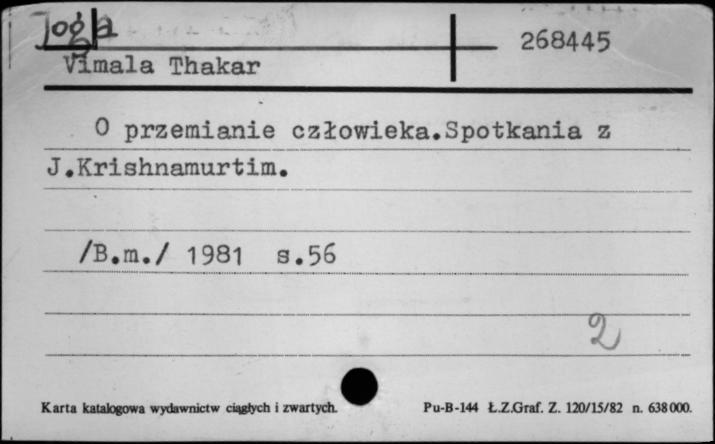 Joga
268445
Vimala Thakar
O przemianie człowieka.Spotkania z
J.Krishnamurtim.
/B.m./ 1981 s.56
2
Karta katalogowa wydawnictw ciągłych i zwartych.
Pu-B-144 Ł.Z.Graf. Z. 120/15/82 n. 638000.